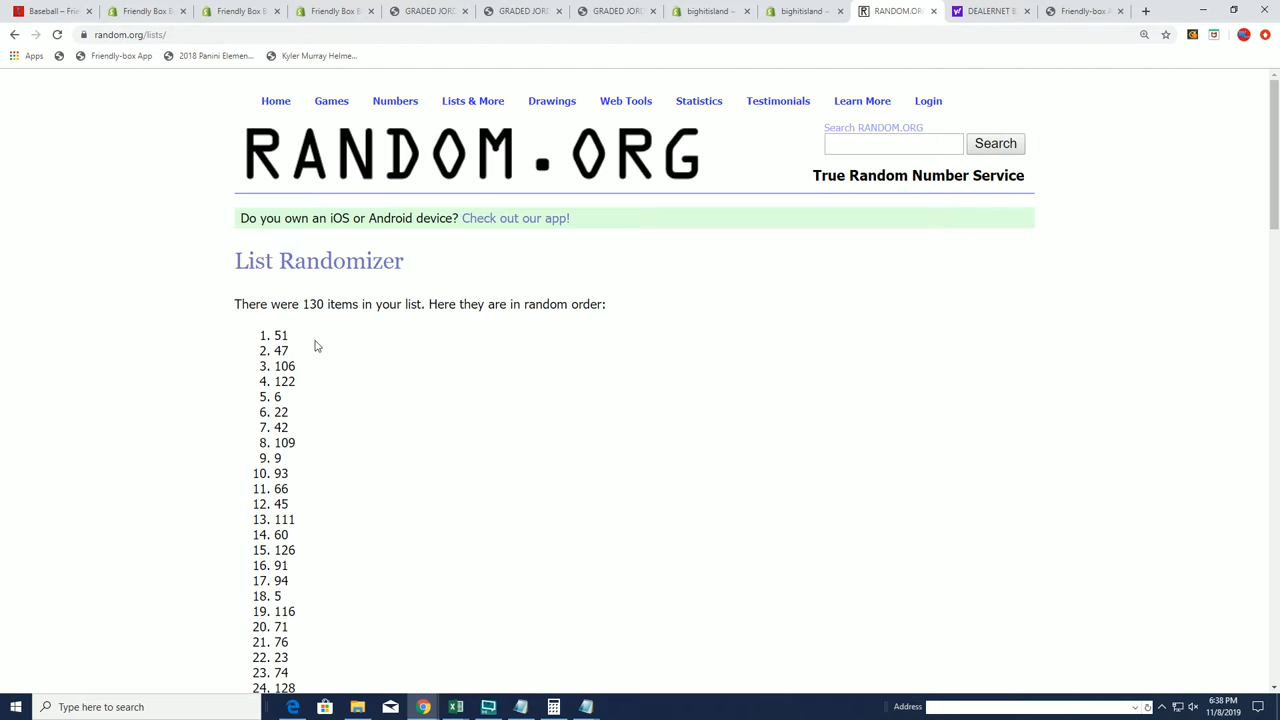 Baseball – Frie
Friendly Box B
Friendly Box B
Friendly Box B
GRADED JORD
GRADED JORD
GRADED JORD
bighitisland –
bighitisland –
RANDOM.OR
DEALERNET B
Friendly-box A
random.org/lists/
Apps
Friendly-box App
2018 Panini Elemen...
Kyler Murray Helme...
Home Games Numbers Lists & More Drawings Web Tools Statistics Testimonials Learn More Login
Search RANDOM.ORG
RANDOM.ORG
Search
True Random Number Service
Do you own an iOS or Android device? Check out our app!
List Randomizer
There were 130 items in your list. Here they are in random order:
1. 51
2. 47
3. 106
4. 122
5. 6
6. 22
7. 42
8. 109
9. 9
10. 93
11. 66
12. 45
13. 111
14. 60
15. 126
16. 91
17. 94
18. 5
19. 116
20. 71
21. 76
22. 23
23. 74
24. 128
Type here to search
Address
6:38 PM
11/8/2019